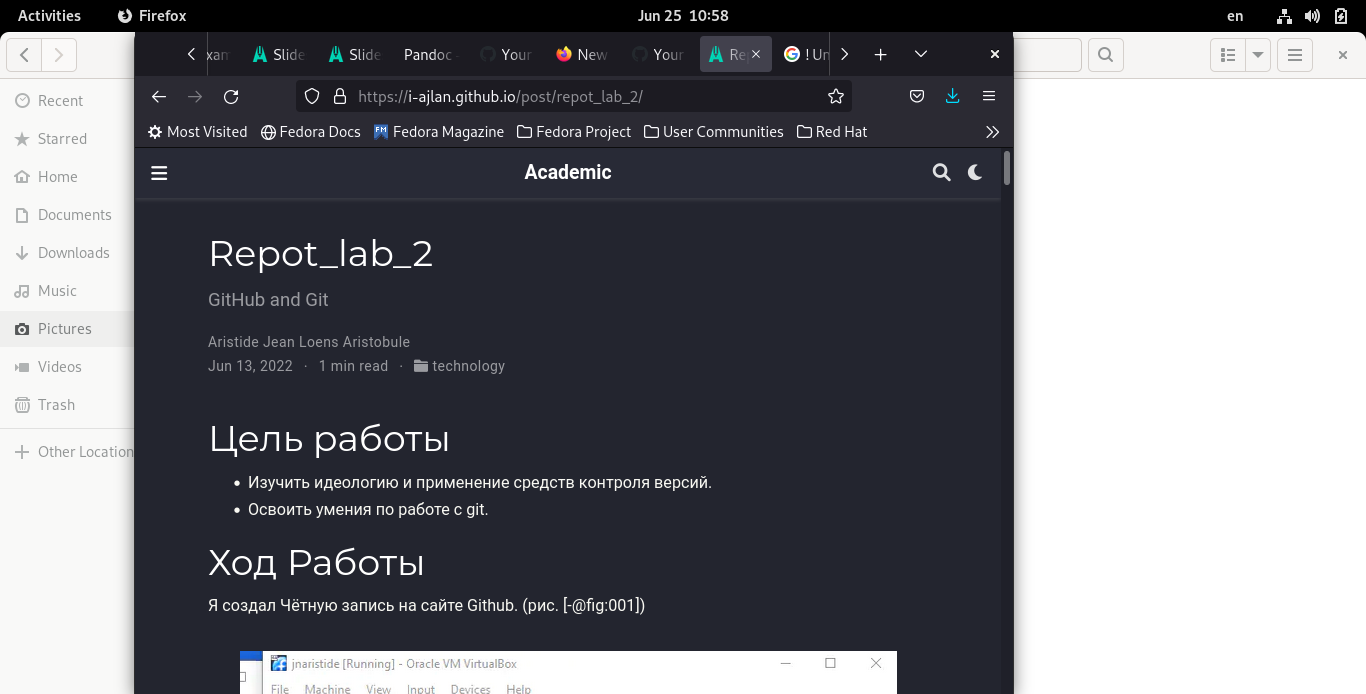 Activities Firefox Jun 25 10:58 en
Slide Slide Pandoc Your New Your Re ! Un
https://i-ajlan.github.io/post/repot_lab_2/
Most Visited Fedora Docs Fedora Magazine Fedora Project User Communities Red Hat
Recent
Starred
Home
Documents
Downloads
Music
Pictures
Videos
Trash
Other Location
Academic
Repot_lab_2
GitHub and Git
Aristide Jean Loens Aristobule
Jun 13, 2022 · 1 min read · technology
Цель работы
• Изучить идеологию и применение средств контроля версий.
• Освоить умения по работе с git.
Ход Работы
Я создал Чётную запись на сайте Github. (рис. [-@fig:001])
jnaristide [Running] - Oracle VM VirtualBox
File Machine View Input Devices Help